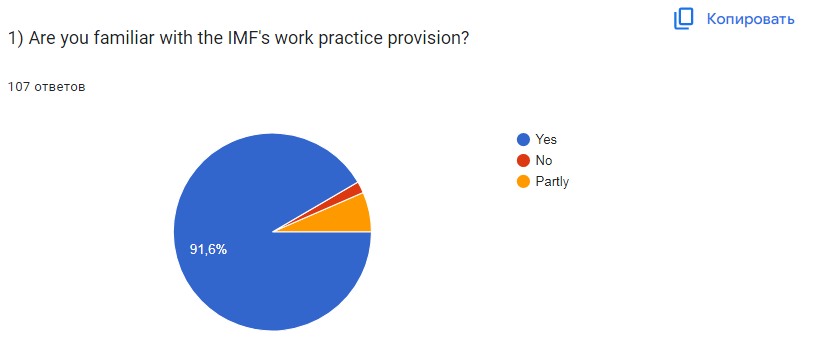 Копировать
1) Are you familiar with the IMF's work practice provision?
107 ответов
Yes
No
Partly
91,6%